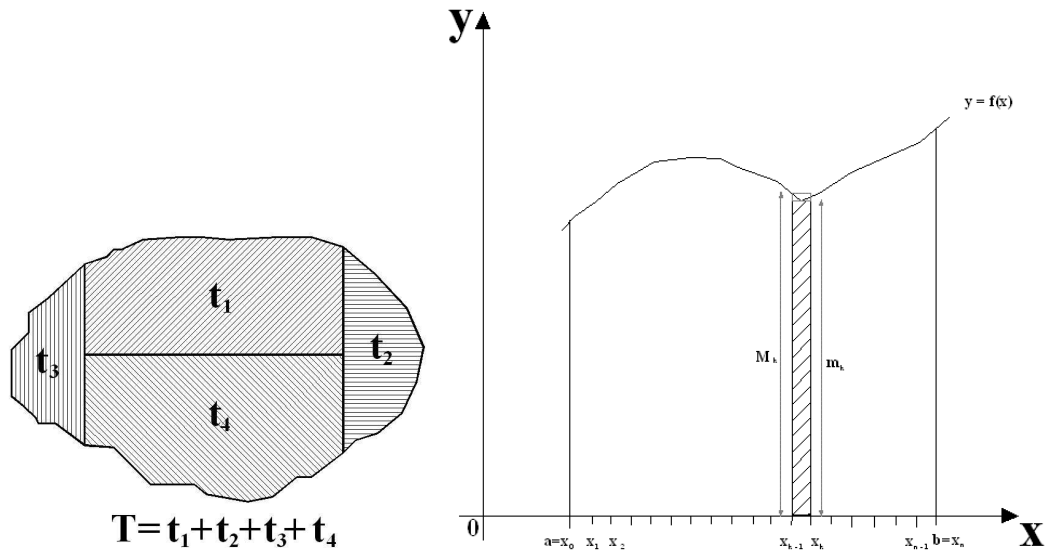 t₁
t₂
t₃
t₄
T= t₁+t₂+t₃+t₄
y
y = f(x)
Mₖ
mₖ
0
a=x₀ x₁ x₂ xₖ₋₁ xₖ xₙ₋₁ b=xₙ
x